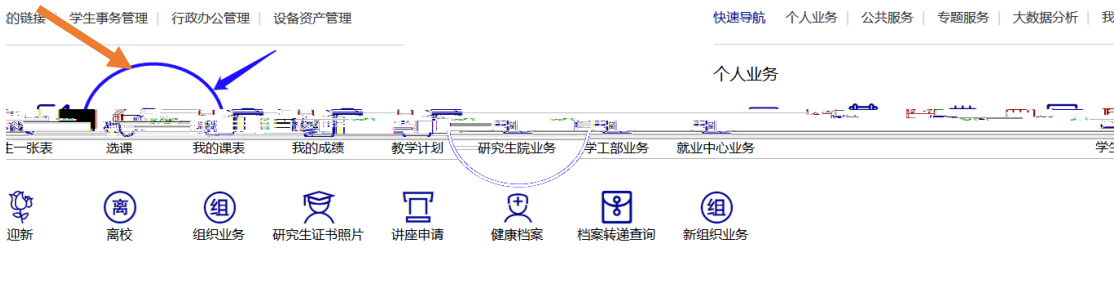 的链接 | 学生事务管理 | 行政办公管理 | 设备资产管理
快速导航 个人业务 | 公共服务 | 专题服务 | 大数据分析 | 我
个人业务
生一张表 选课 我的课表 我的成绩 教学计划 研究生院业务 学工部业务 就业中心业务 学生
离 组 组
迎新 离校 组织业务 研究生证书照片 讲座申请 健康档案 档案转递查询 新组织业务